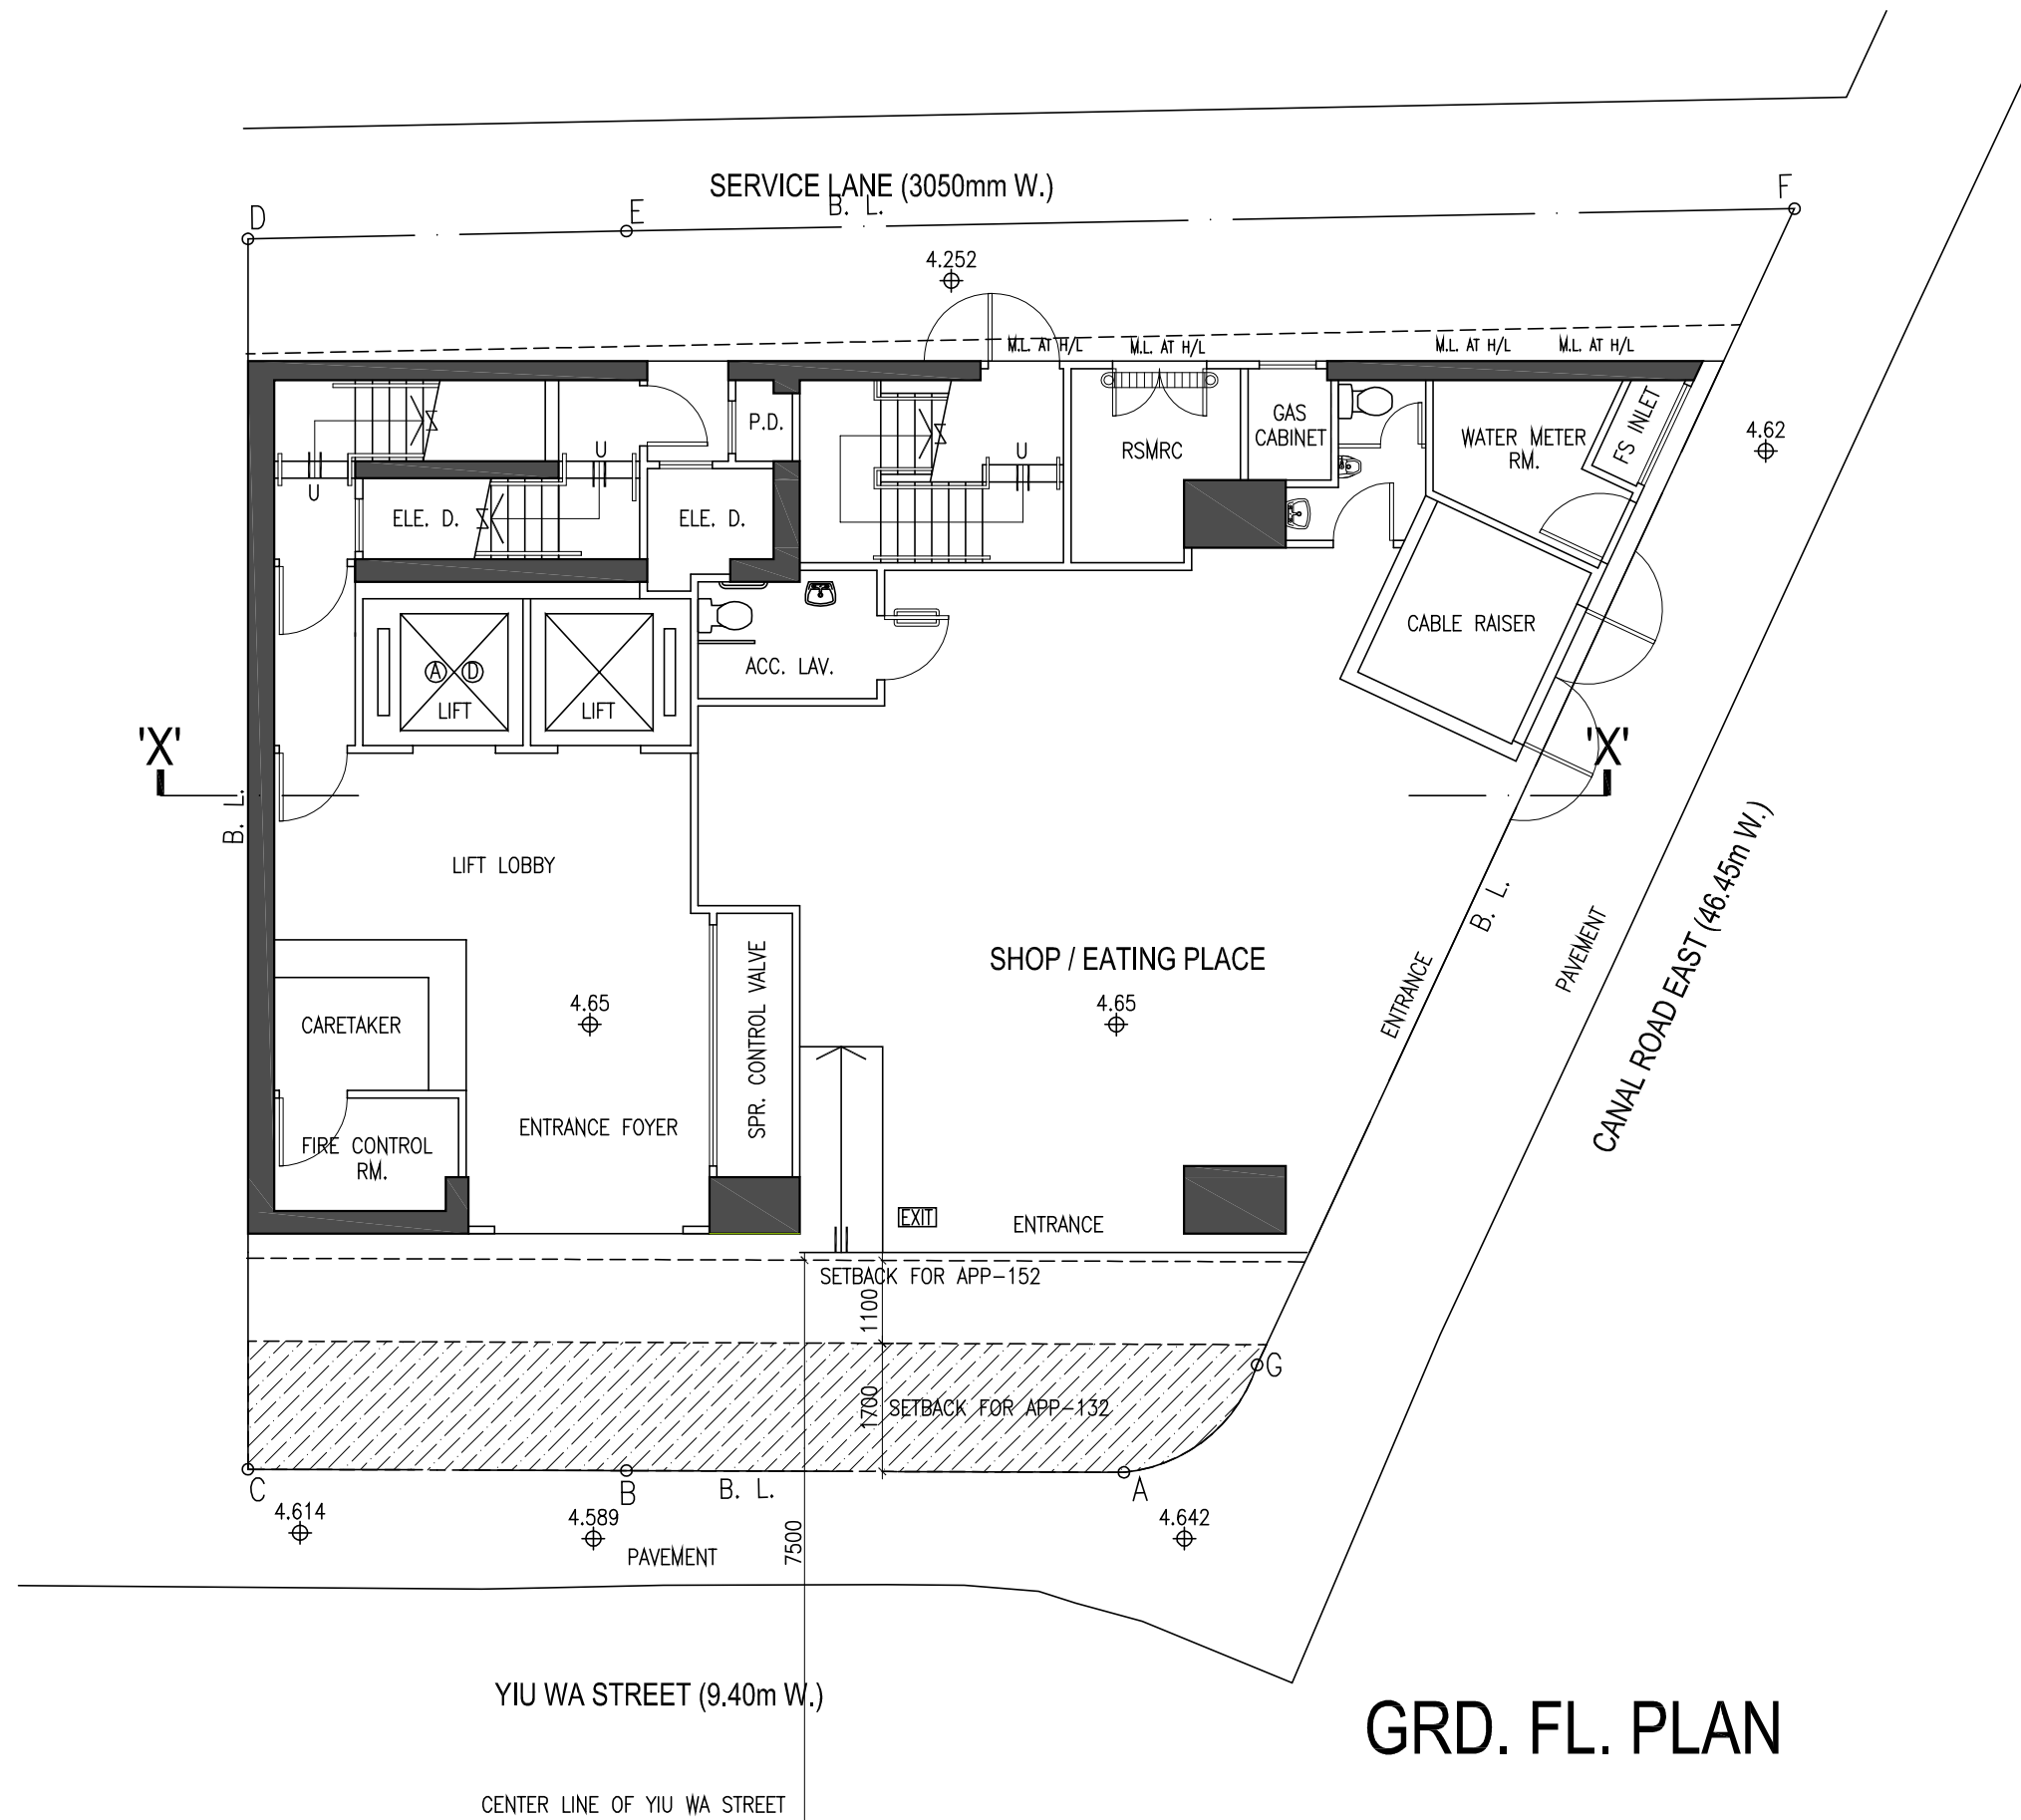 SERVICE LANE (3050mm W.)
B. L.
D
E
F
4.252
M.L. AT H/L
M.L. AT H/L
M.L. AT H/L
M.L. AT H/L
P.D.
GAS
CABINET
WATER METER
RM.
FS INLET
4.62
RSMRC
U
U
U
ELE. D.
ELE. D.
CABLE RAISER
ACC. LAV.
A
D
LIFT
LIFT
'X'
'X'
B. L.
LIFT LOBBY
B. L.
PAVEMENT
CANAL ROAD EAST (46.45m W.)
ENTRANCE
SHOP / EATING PLACE
4.65
4.65
SPR. CONTROL VALVE
CARETAKER
ENTRANCE FOYER
FIRE CONTROL
RM.
EXIT
ENTRANCE
SETBACK FOR APP-152
1100
G
1700
SETBACK FOR APP-132
C
B
B. L.
A
4.614
4.589
4.642
7500
PAVEMENT
YIU WA STREET (9.40m W.)
GRD. FL. PLAN
CENTER LINE OF YIU WA STREET